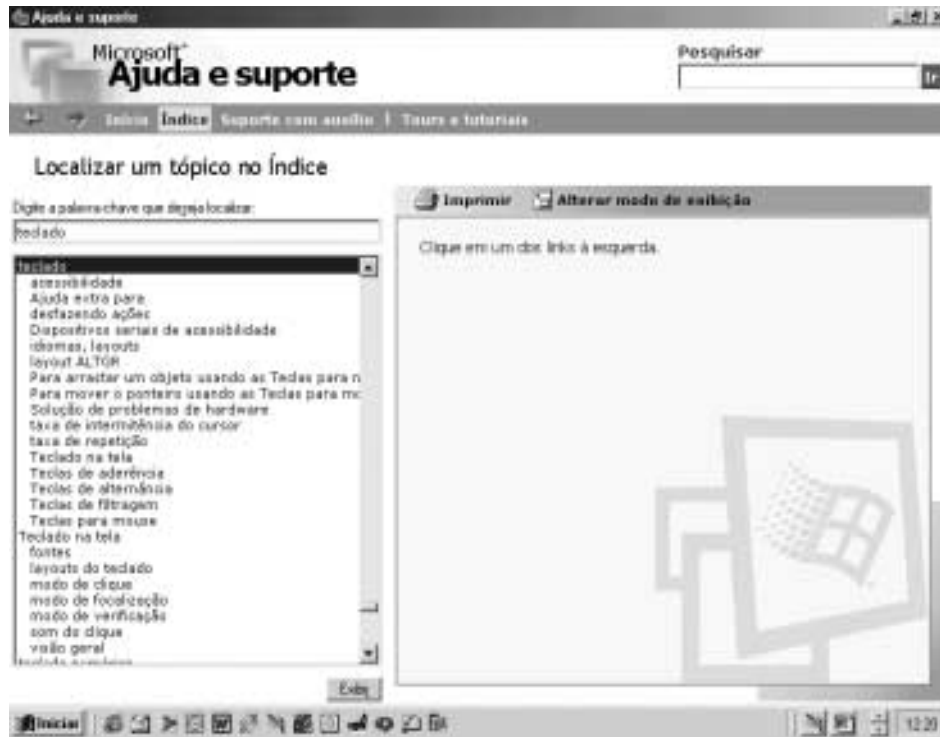 Ajuda e suporte
Microsoft
Ajuda e suporte
Pesquisar
Ir
Início Índice Suporte com auxílio | Tours e tutoriais
Localizar um tópico no Índice
Digite a palavra-chave que deseja localizar:
teclado
Imprimir Alterar modo de exibição
Clique em um dos links à esquerda.
teclado
acessibilidade
Ajuda extra para
desfazendo ações
Dispositivos seriais de acessibilidade
idiomas, layouts
layout ALTGR
Para arrastar um objeto usando as Teclas para
Para mover o ponteiro usando as Teclas para
Solução de problemas de hardware
taxa de intermitência do cursor
taxa de repetição
Teclado na tela
Teclas de aderência
Teclas de alternância
Teclas de filtragem
Teclas para mouse
Teclado na tela
fontes
layouts do teclado
modo de clique
modo de focalização
modo de verificação
som do clique
visão geral
Exibir
Iniciar
12:20